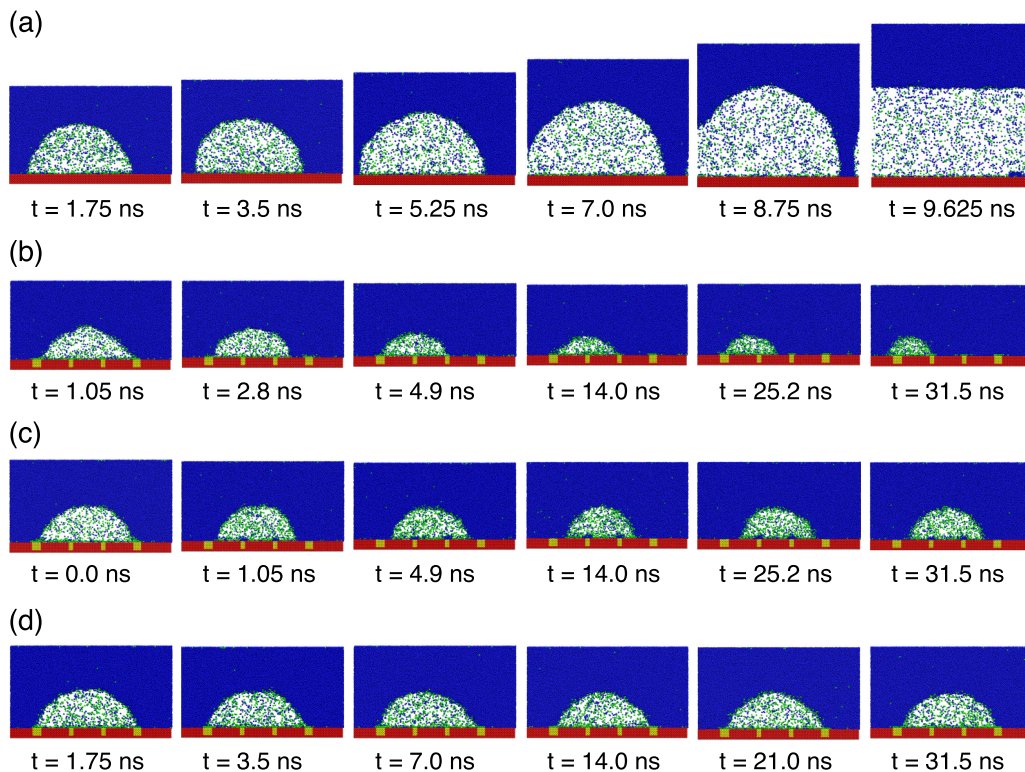 (a)
t = 1.75 ns t = 3.5 ns t = 5.25 ns t = 7.0 ns t = 8.75 ns t = 9.625 ns
(b)
t = 1.05 ns t = 2.8 ns t = 4.9 ns t = 14.0 ns t = 25.2 ns t = 31.5 ns
(c)
t = 0.0 ns t = 1.05 ns t = 4.9 ns t = 14.0 ns t = 25.2 ns t = 31.5 ns
(d)
t = 1.75 ns t = 3.5 ns t = 7.0 ns t = 14.0 ns t = 21.0 ns t = 31.5 ns